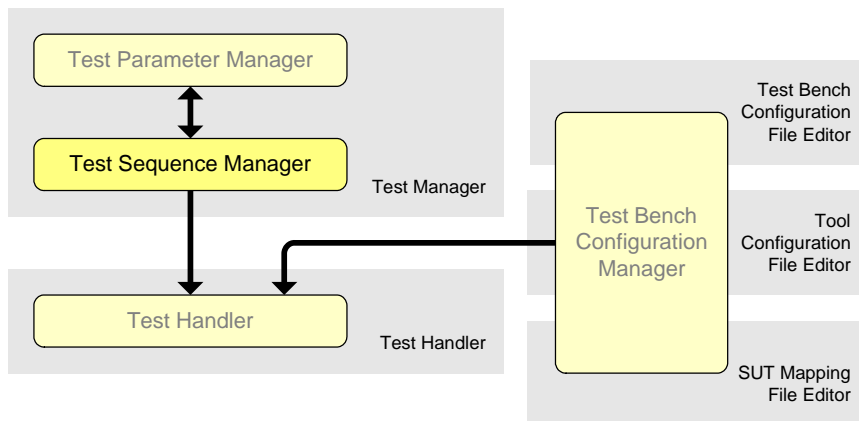 Test Parameter Manager
Test Sequence Manager
Test Manager
Test Handler
Test Handler
Test Bench
Configuration
File Editor
Test Bench
Configuration
Manager
Tool
Configuration
File Editor
SUT Mapping
File Editor